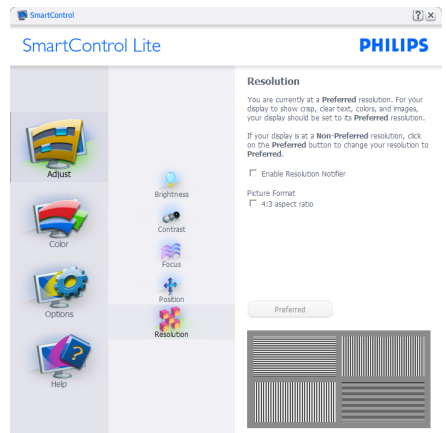 SmartControl
SmartControl Lite
PHILIPS
Adjust
Color
Options
Help
Brightness
Contrast
Focus
Position
Resolution
Resolution
You are currently at a Preferred resolution. For your
display to show crisp, clear text, colors, and images,
your display should be set to its Preferred resolution.
If your display is at a Non-Preferred resolution, click
on the Preferred button to change your resolution to
Preferred.
Enable Resolution Notifier
Picture Format
4:3 aspect ratio
Preferred